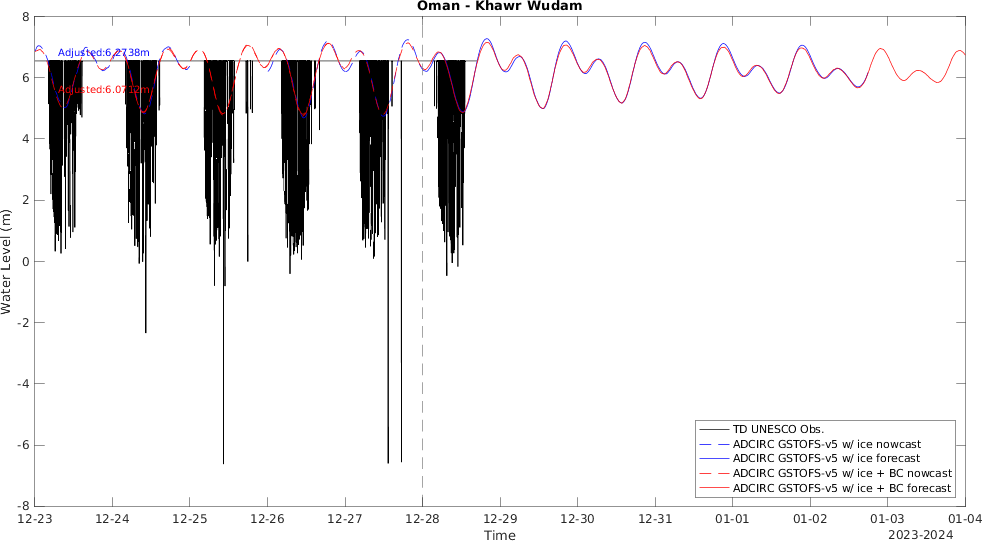 Oman - Khawr Wudam
8
6
4
2
0
-2
-4
-6
-8
Water Level (m)
Adjusted:6.2738m
Adjusted:6.0712m
TD UNESCO Obs.
ADCIRC GSTOFS-v5 w/ ice nowcast
ADCIRC GSTOFS-v5 w/ ice forecast
ADCIRC GSTOFS-v5 w/ ice + BC nowcast
ADCIRC GSTOFS-v5 w/ ice + BC forecast
12-23 12-24 12-25 12-26 12-27 12-28 12-29 12-30 12-31 01-01 01-02 01-03 01-04
Time
2023-2024